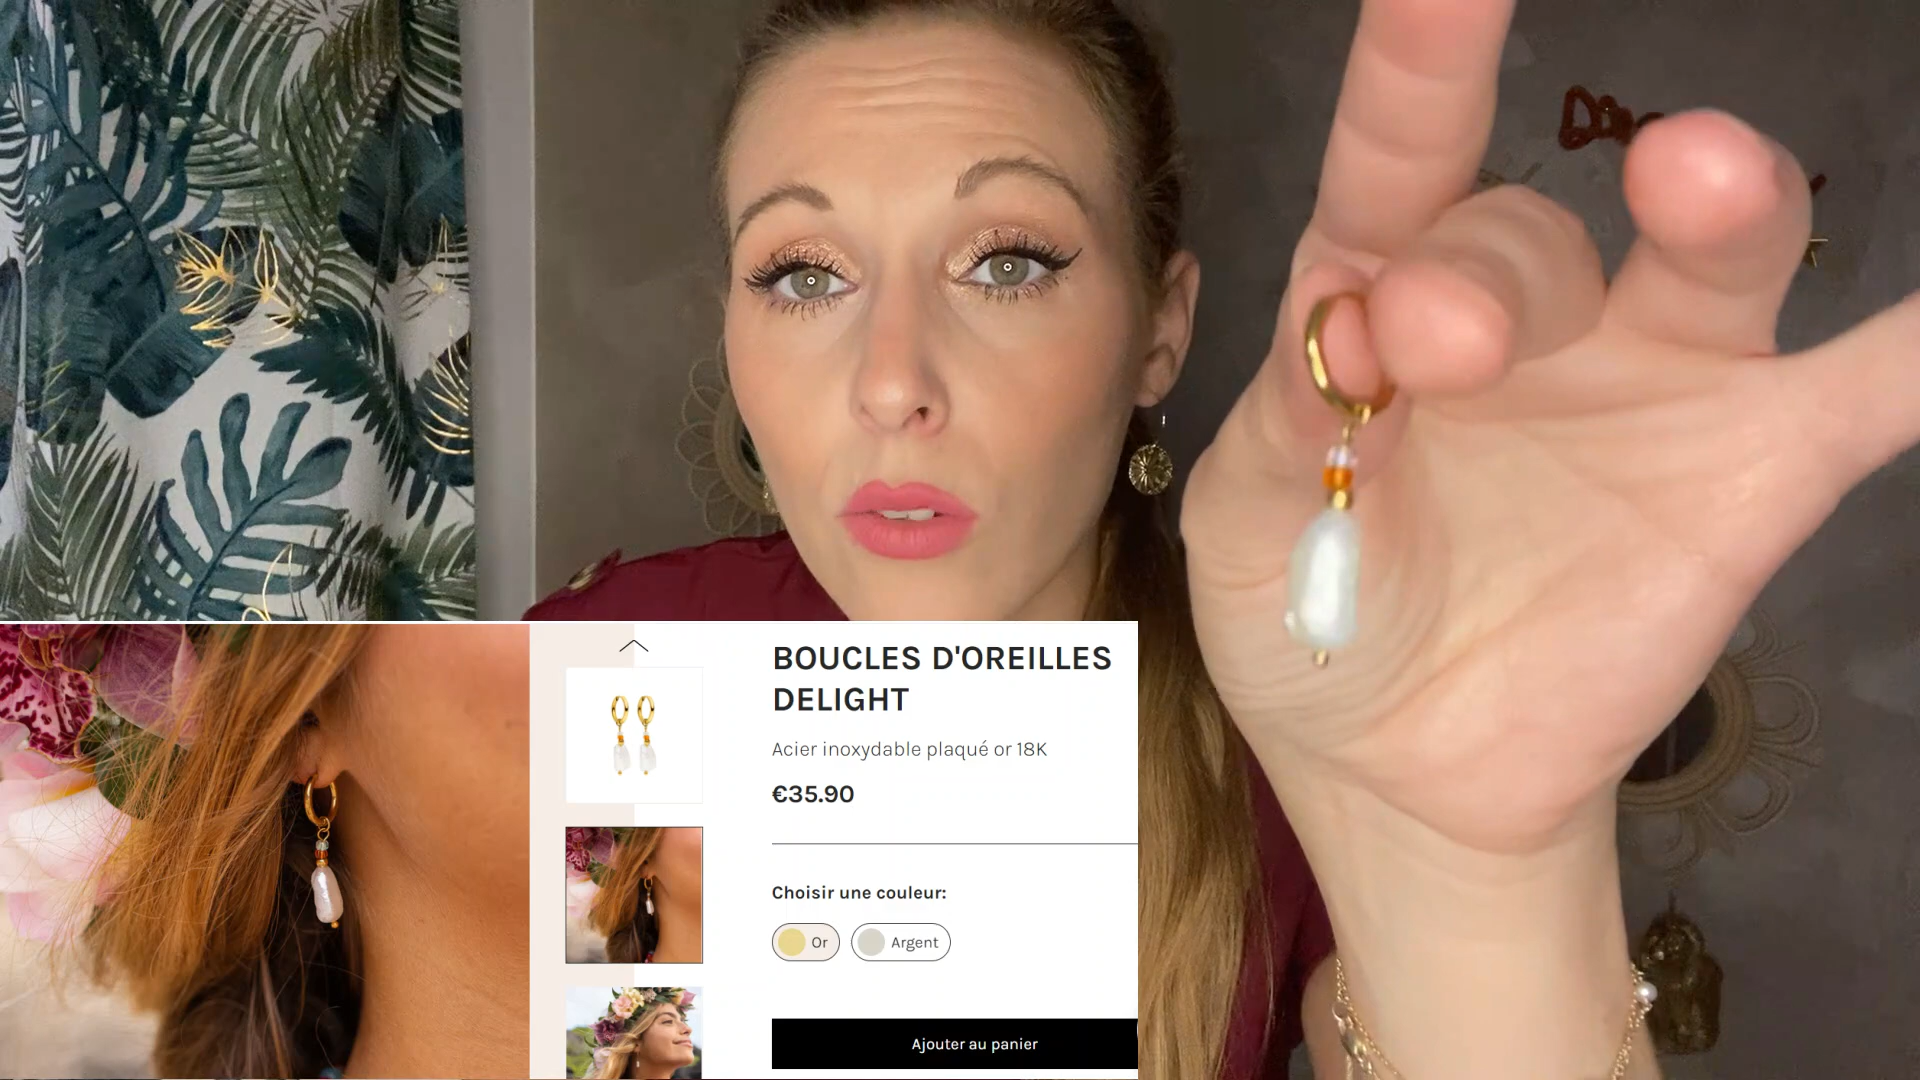 BOUCLES D'OREILLES
DELIGHT
Acier inoxydable plaqué or 18K
€35.90
Choisir une couleur:
Or
Argent
Ajouter au panier